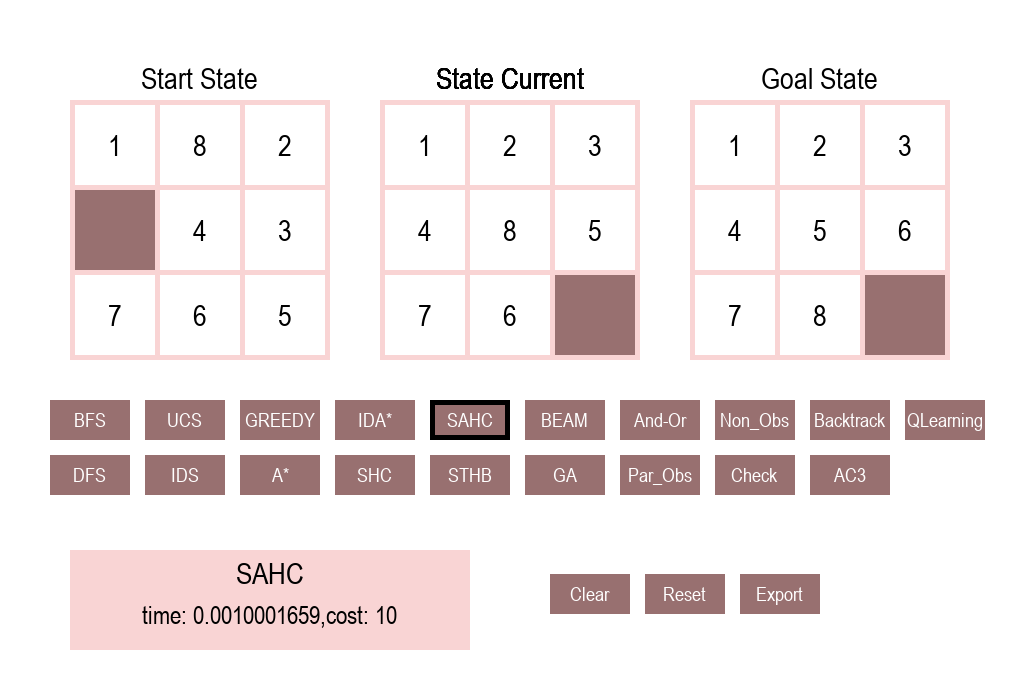 Start State State Current Goal State
1 8 2 1 2 3 1 2 3
4 3 4 8 5 4 5 6
7 6 5 7 6 7 8
BFS UCS GREEDY IDA* SAHC BEAM And-Or Non_Obs Backtrack QLearning
DFS IDS A* SHC STHB GA Par_Obs Check AC3
SAHC
time: 0.0010001659,cost: 10
Clear Reset Export